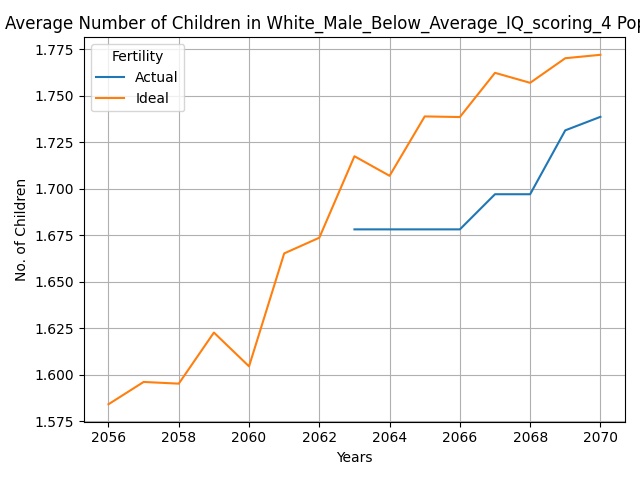 Average Number of Children in White_Male_Below_Average_IQ_scoring_4 Pop
Fertility
Actual
Ideal
1.775
1.750
1.725
1.700
1.675
1.650
1.625
1.600
1.575
No. of Children
2056 2058 2060 2062 2064 2066 2068 2070
Years